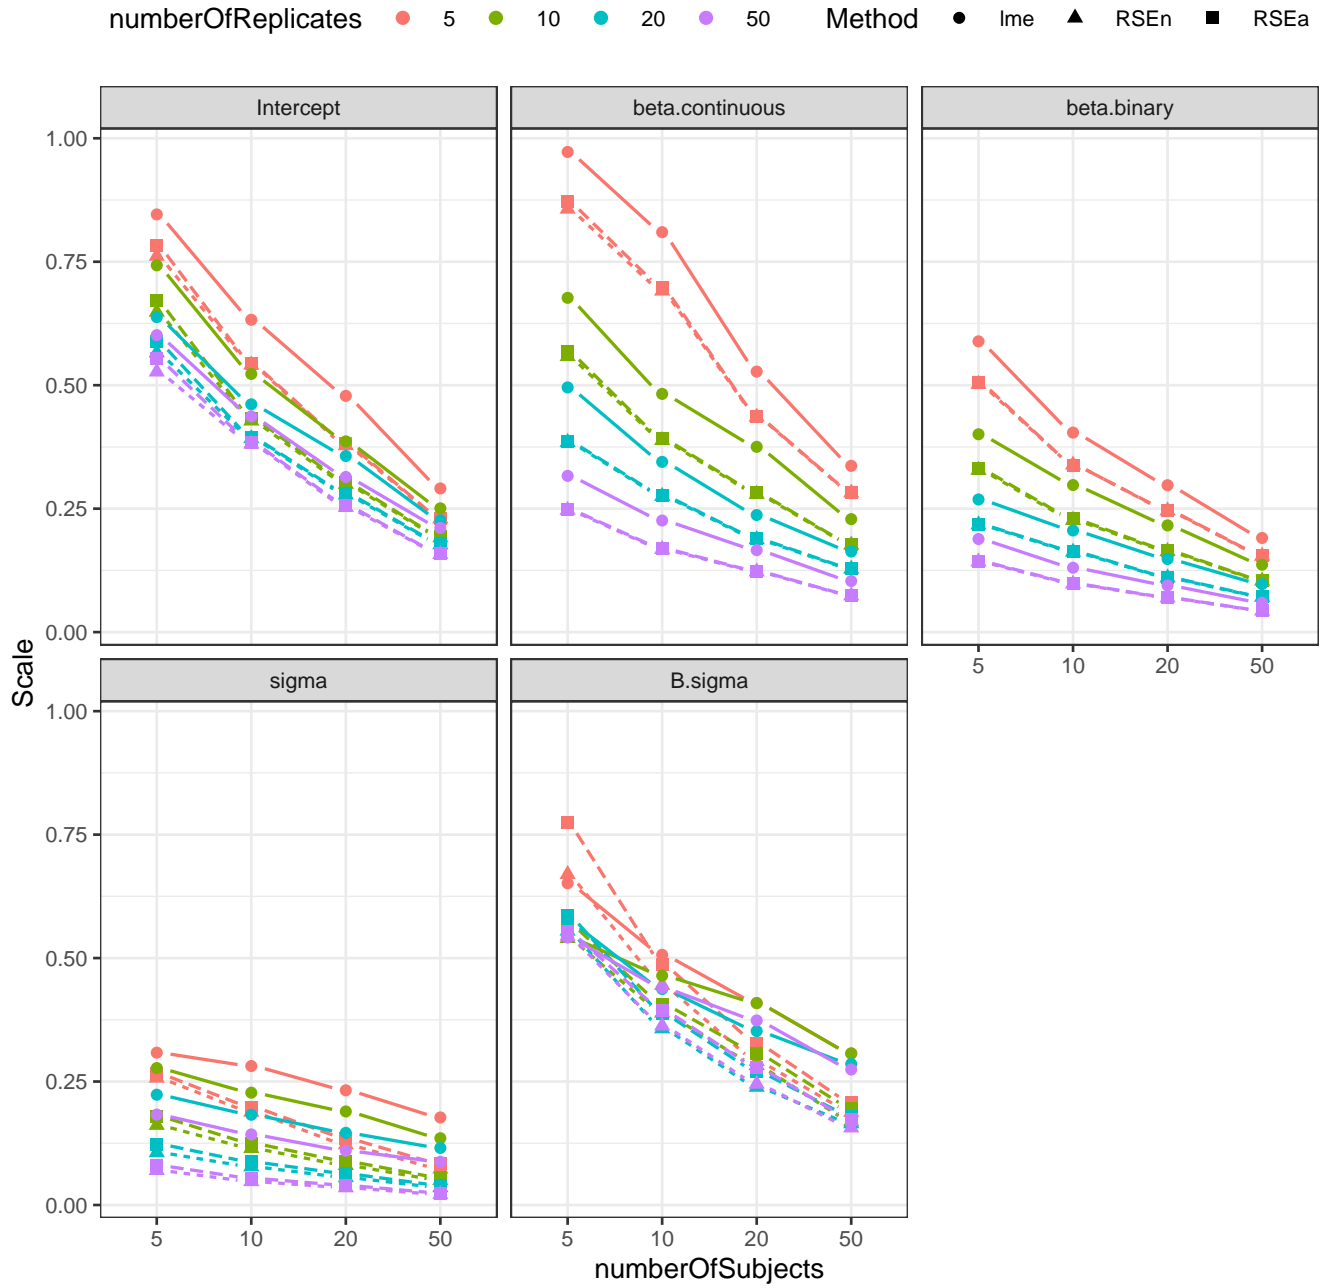 numberOfReplicates 5 10 20 50 Method lme RSEn RSEa
Intercept beta.continuous beta.binary
1.00
0.75
0.50
0.25
0.00
5 10 20 50
Scale
sigma B.sigma
1.00
0.75
0.50
0.25
0.00
5 10 20 50 5 10 20 50
numberOfSubjects